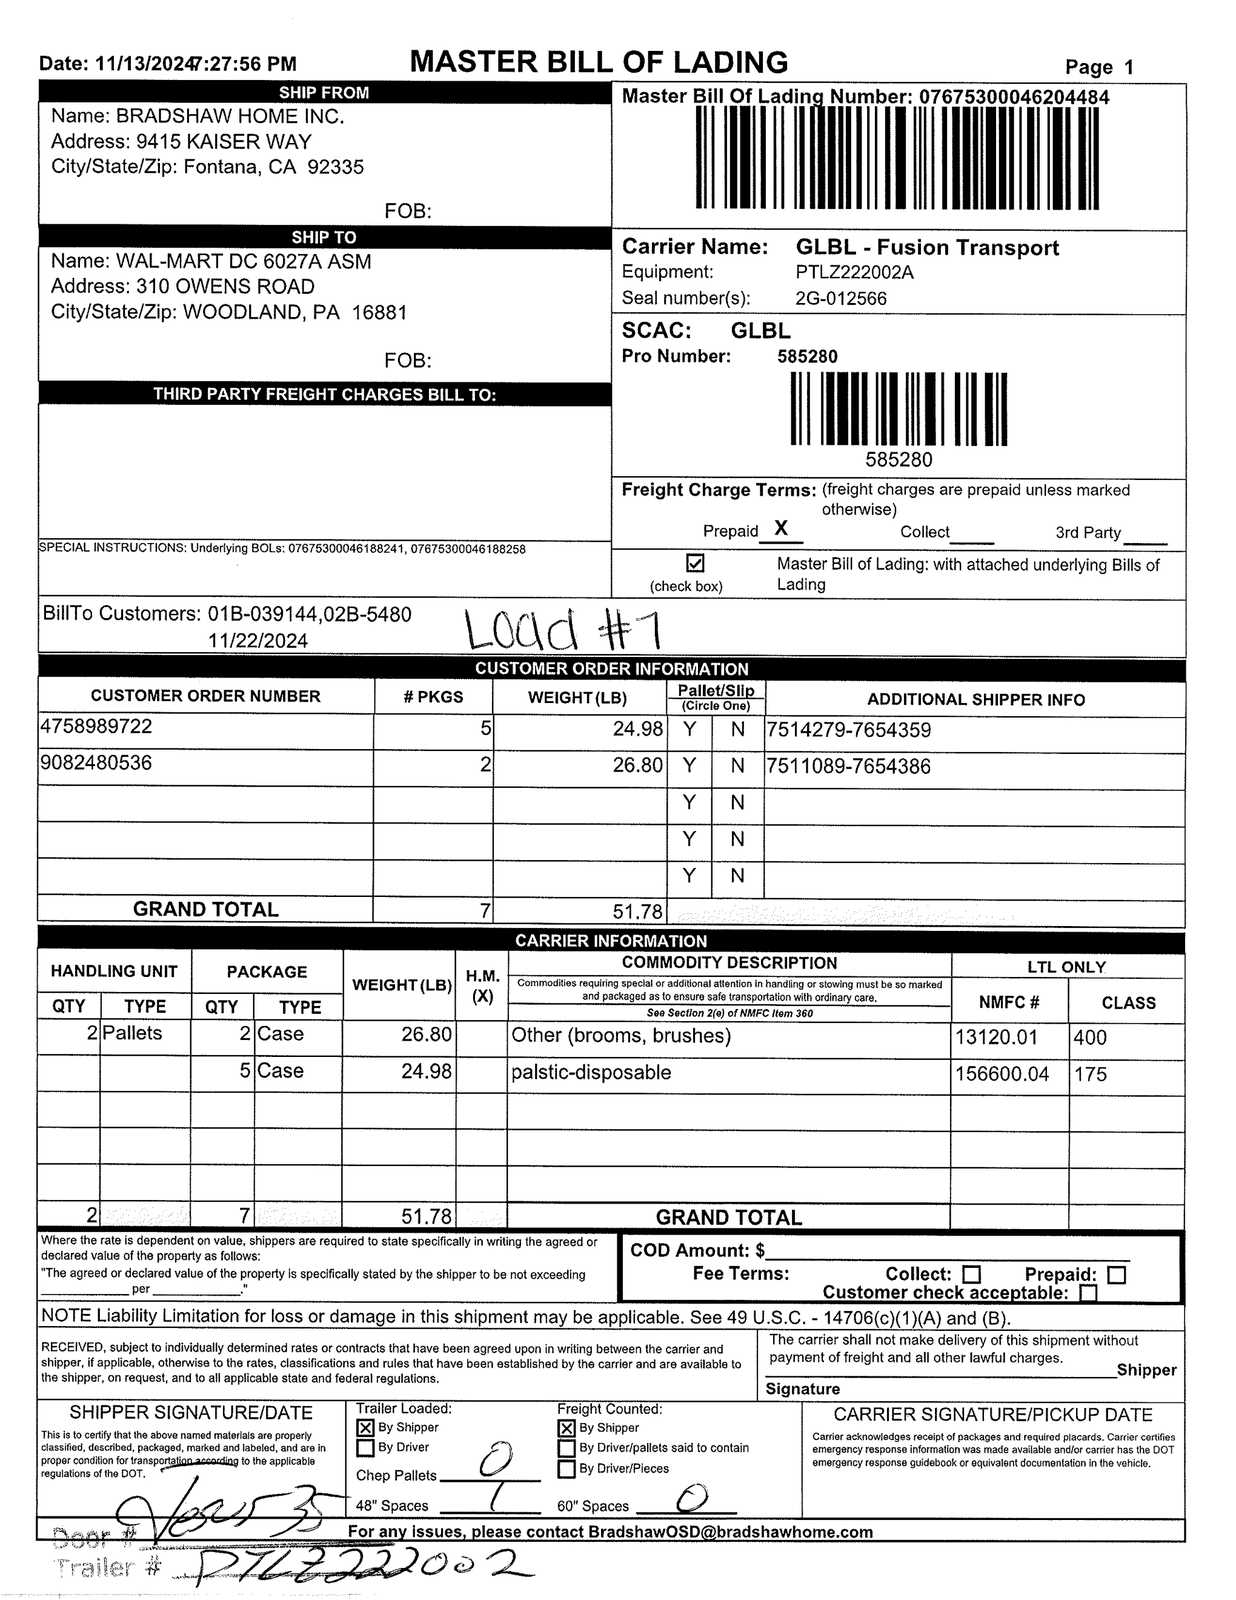 Date: 11/13/20247:27:56 PM
MASTER BILL OF LADING
Page 1
SHIP FROM
Name: BRADSHAW HOME INC.
Address: 9415 KAISER WAY
City/State/Zip: Fontana, CA 92335
FOB:
Master Bill Of Lading Number: 07675300046204484
SHIP TO
Name: WAL-MART DC 6027A ASM
Address: 310 OWENS ROAD
City/State/Zip: WOODLAND, PA 16881
FOB:
Carrier Name: GLBL - Fusion Transport
Equipment: PTLZ222002A
Seal number(s): 2G-012566
SCAC: GLBL
Pro Number: 585280
585280
THIRD PARTY FREIGHT CHARGES BILL TO:
Freight Charge Terms: (freight charges are prepaid unless marked
otherwise)
Prepaid X Collect 3rd Party
SPECIAL INSTRUCTIONS: Underlying BOLs: 07675300046188241, 07675300046188258
(check box)
Master Bill of Lading: with attached underlying Bills of
Lading
BillTo Customers: 01B-039144,02B-5480
11/22/2024
Load #1
CUSTOMER ORDER INFORMATION
CUSTOMER ORDER NUMBER # PKGS WEIGHT(LB) Pallet/Slip (Circle One) ADDITIONAL SHIPPER INFO
4758989722 5 24.98 Y N 7514279-7654359
9082480536 2 26.80 Y N 7511089-7654386
Y N
Y N
Y N
GRAND TOTAL 7 51.78
CARRIER INFORMATION
HANDLING UNIT PACKAGE WEIGHT(LB) H.M. (X) COMMODITY DESCRIPTION LTL ONLY
Commodities requiring special or additional attention in handling or stowing must be so marked
and packaged as to ensure safe transportation with ordinary care.
See Section 2(e) of NMFC Item 360
QTY TYPE QTY TYPE NMFC # CLASS
2 Pallets 2 Case 26.80 Other (brooms, brushes) 13120.01 400
5 Case 24.98 palstic-disposable 156600.04 175
2 7 51.78 GRAND TOTAL
Where the rate is dependent on value, shippers are required to state specifically in writing the agreed or
declared value of the property as follows:
"The agreed or declared value of the property is specifically stated by the shipper to be not exceeding
per ."
COD Amount: $
Fee Terms: Collect: Prepaid:
Customer check acceptable:
NOTE Liability Limitation for loss or damage in this shipment may be applicable. See 49 U.S.C. - 14706(c)(1)(A) and (B).
RECEIVED, subject to individually determined rates or contracts that have been agreed upon in writing between the carrier and
shipper, if applicable, otherwise to the rates, classifications and rules that have been established by the carrier and are available to
the shipper, on request, and to all applicable state and federal regulations.
The carrier shall not make delivery of this shipment without
payment of freight and all other lawful charges.
Shipper
Signature
SHIPPER SIGNATURE/DATE
This is to certify that the above named materials are properly
classified, described, packaged, marked and labeled, and are in
proper condition for transportation according to the applicable
regulations of the DOT.
Trailer Loaded:
X By Shipper
By Driver
Chep Pallets 0
48" Spaces 1
Freight Counted:
X By Shipper
By Driver/pallets said to contain
By Driver/Pieces
60" Spaces 0
CARRIER SIGNATURE/PICKUP DATE
Carrier acknowledges receipt of packages and required placards. Carrier certifies
emergency response information was made available and/or carrier has the DOT
emergency response guidebook or equivalent documentation in the vehicle.
For any issues, please contact BradshawOSD@bradshawhome.com
Door # 35
Trailer # PTLZ222002